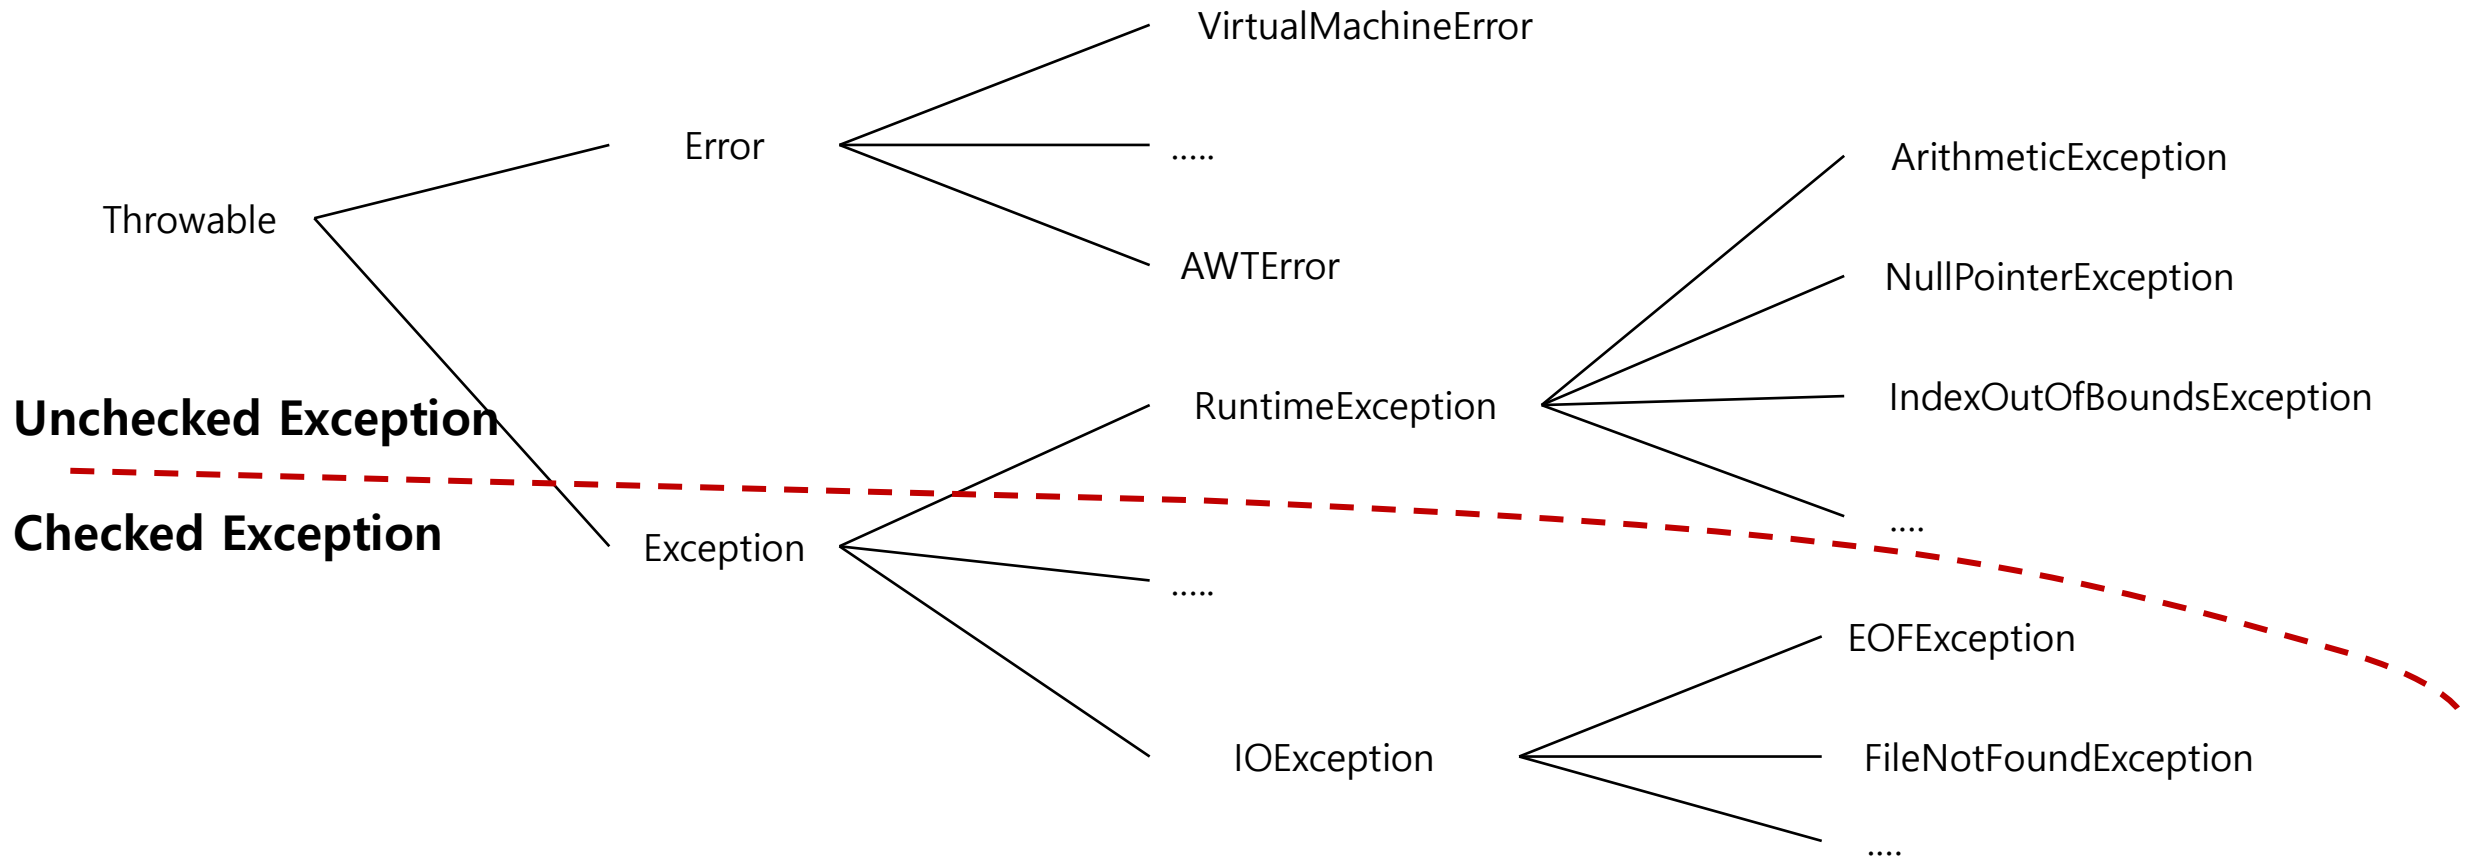 VirtualMachineError
Error
.....
ArithmeticException
Throwable
AWTError
NullPointerException
Unchecked Exception
RuntimeException
IndexOutOfBoundsException
Checked Exception
Exception
....
.....
EOFException
IOException
FileNotFoundException
....